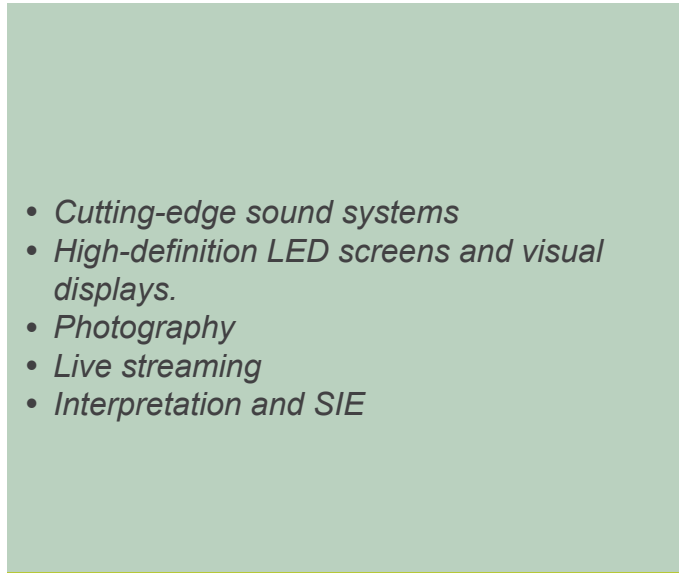 • Cutting-edge sound systems
• High-definition LED screens and visual
displays.
• Photography
• Live streaming
• Interpretation and SIE